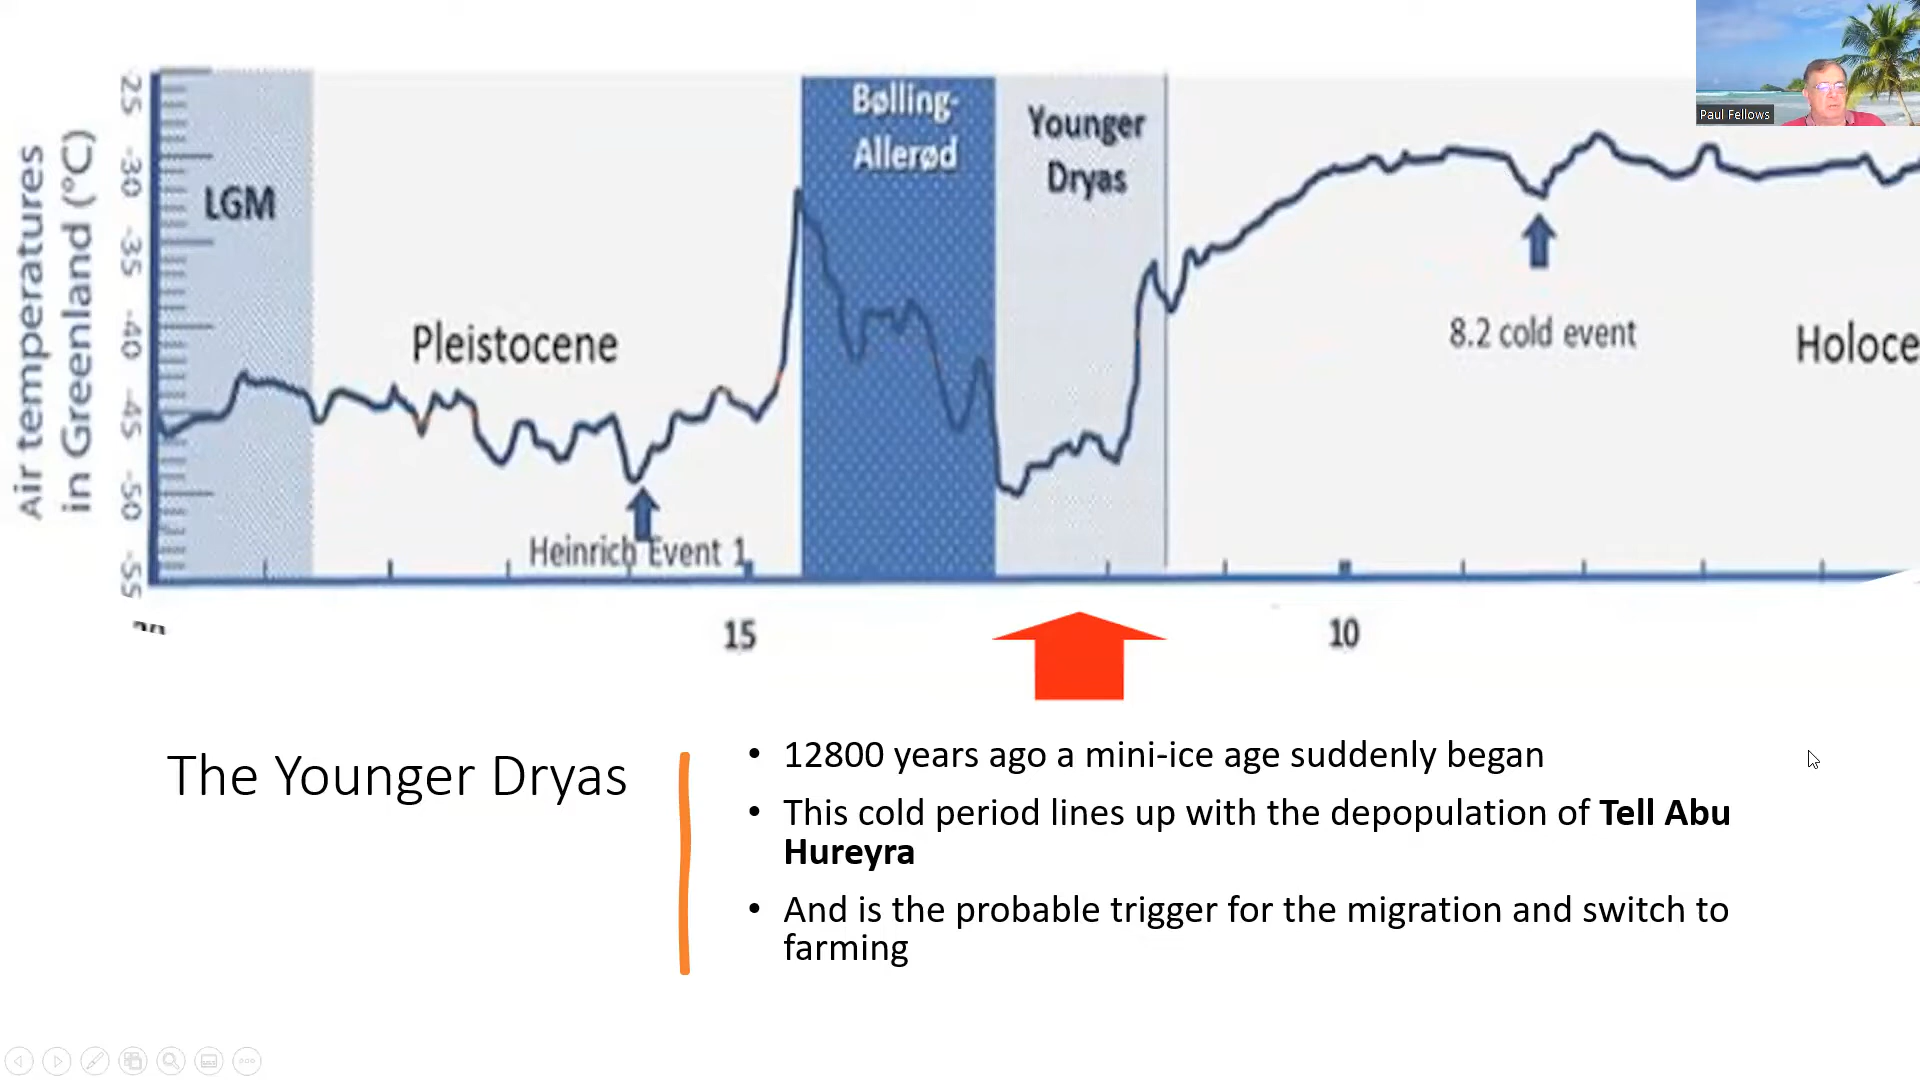 Paul Fellows
Air temperatures
in Greenland (°C)
-25
-30
-35
-40
-45
-50
-55
LGM
Pleistocene
Heinrich Event 1
Bølling-
Allerød
Younger
Dryas
8.2 cold event
Holoce
15
10
The Younger Dryas
• 12800 years ago a mini-ice age suddenly began
• This cold period lines up with the depopulation of Tell Abu
Hureyra
• And is the probable trigger for the migration and switch to
farming